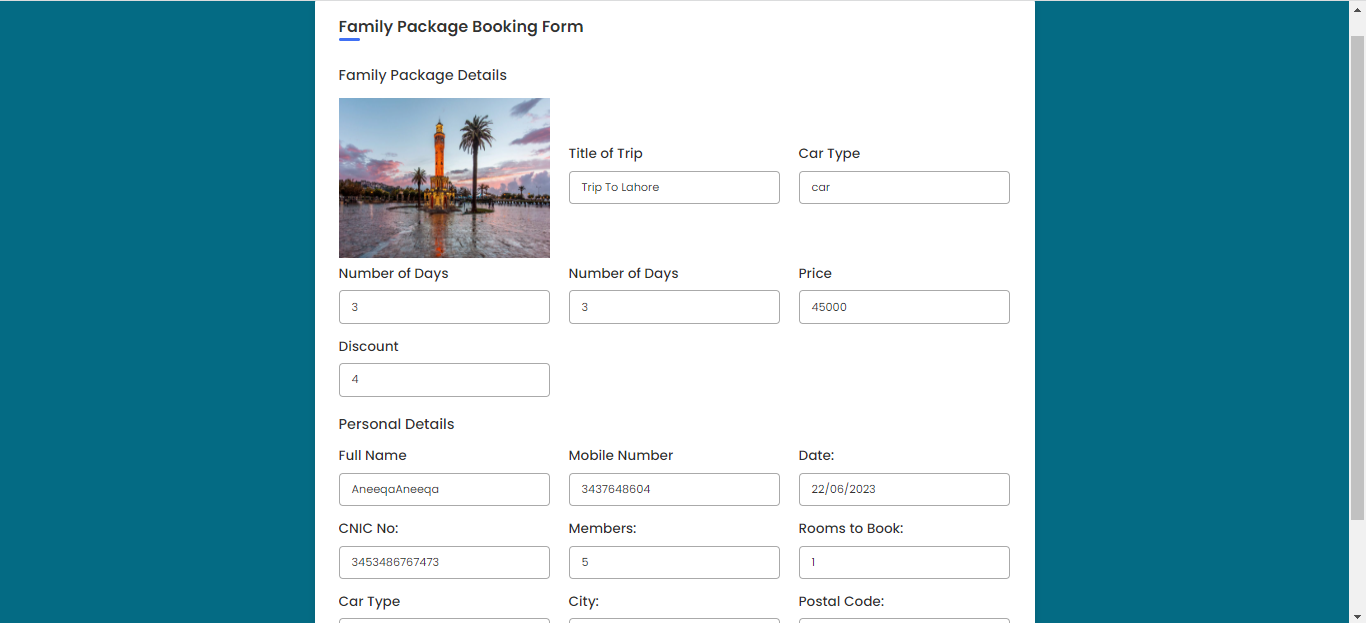 Family Package Booking Form
Family Package Details
Title of Trip
Car Type
Trip To Lahore
car
Number of Days
Number of Days
Price
3
3
45000
Discount
4
Personal Details
Full Name
Mobile Number
Date:
AneeqaAneeqa
3437648604
22/06/2023
CNIC No:
Members:
Rooms to Book:
3453486767473
5
1
Car Type
City:
Postal Code: